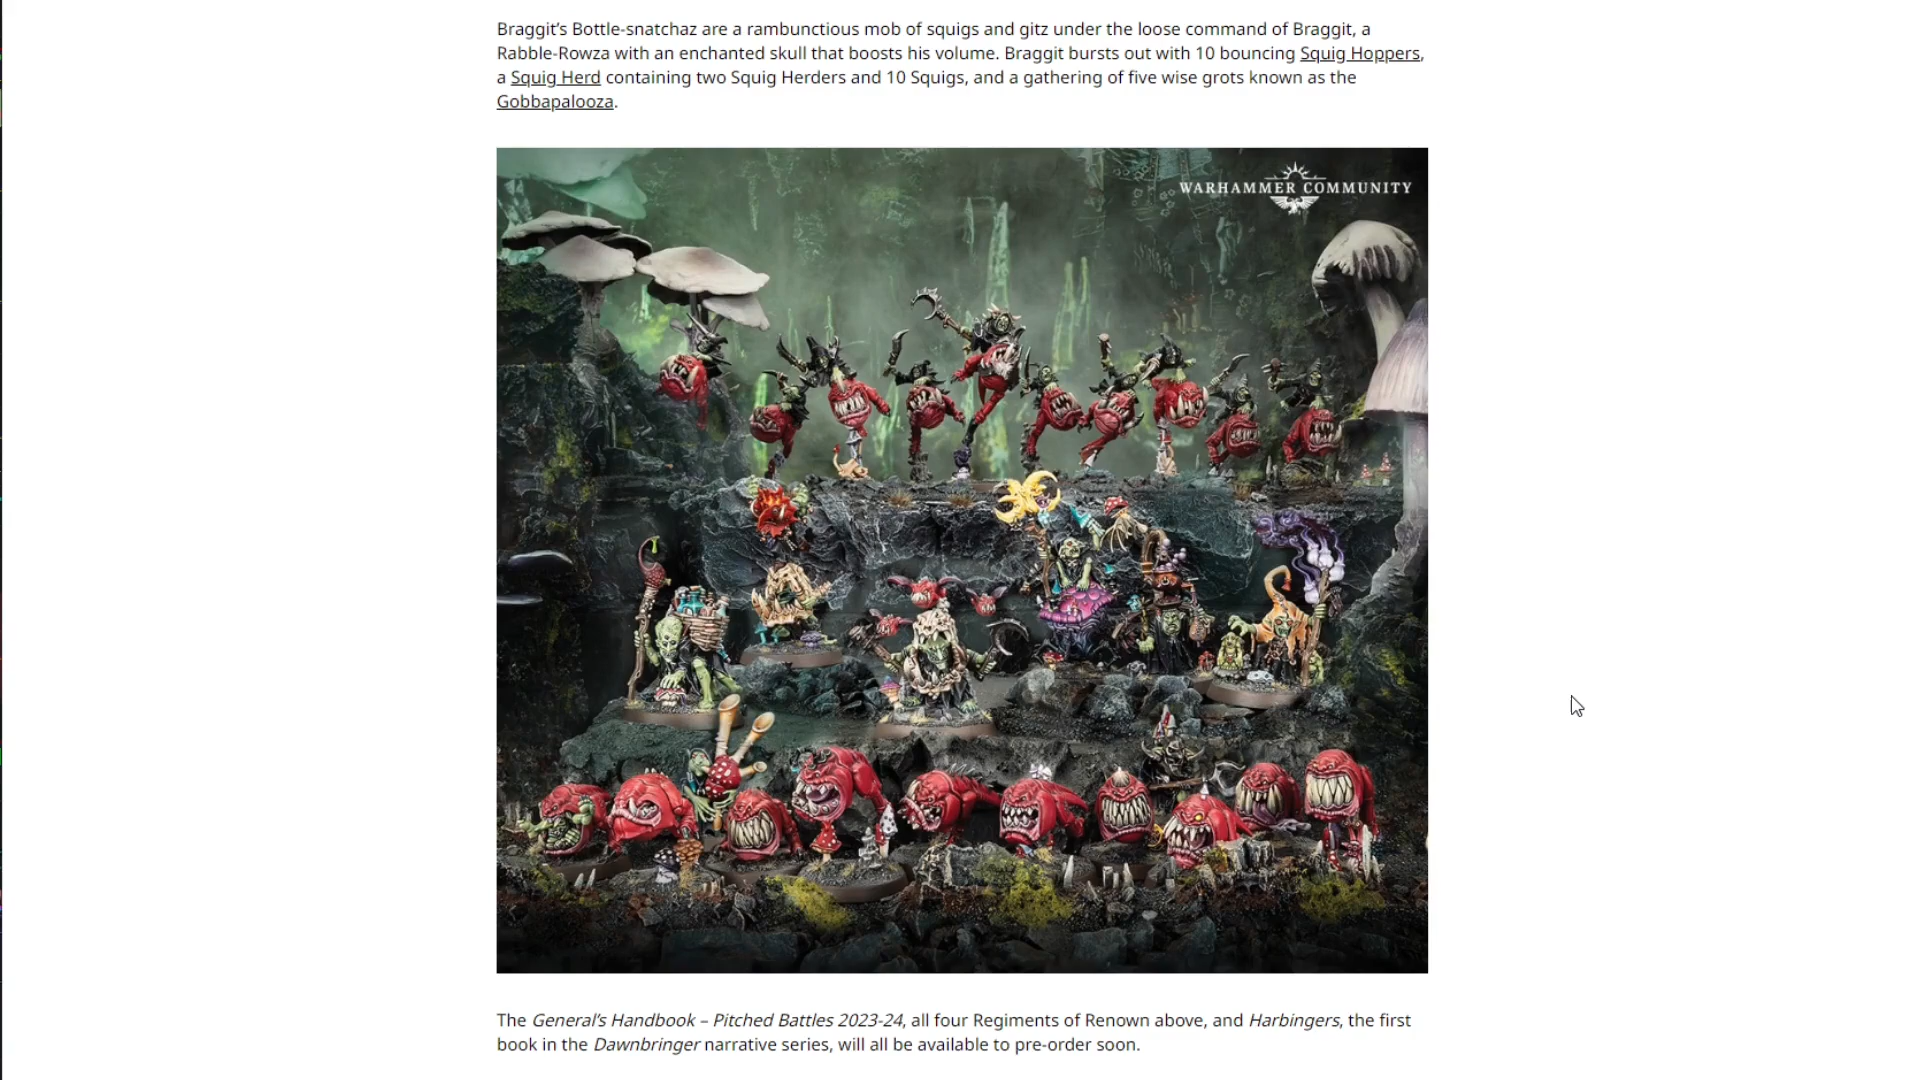 Braggit’s Bottle-snatchaz are a rambunctious mob of squigs and gitz under the loose command of Braggit, a
Rabble-Rowza with an enchanted skull that boosts his volume. Braggit bursts out with 10 bouncing Squig Hoppers,
a Squig Herd containing two Squig Herders and 10 Squigs, and a gathering of five wise grots known as the
Gobbapalooza.
WARHAMMER COMMUNITY
The General’s Handbook – Pitched Battles 2023-24, all four Regiments of Renown above, and Harbingers, the first
book in the Dawnbringer narrative series, will all be available to pre-order soon.